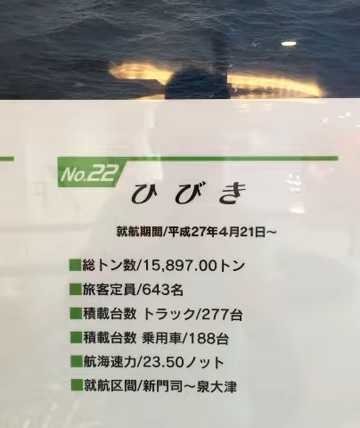 No.22
ひびき
就航期間/平成27年4月21日〜
■総トン数/15,897.00トン
■旅客定員/643名
■積載台数 トラック/277台
■積載台数 乗用車/188台
■航海速力/23.50ノット
■就航区間/新門司〜泉大津